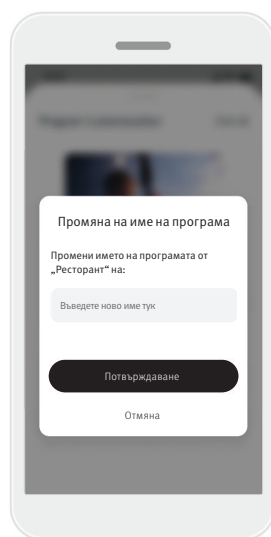 Промяна на име на програма
Промени името на програмата от
„Ресторант“ на:
Въведете ново име тук
Потвърждаване
Отмяна